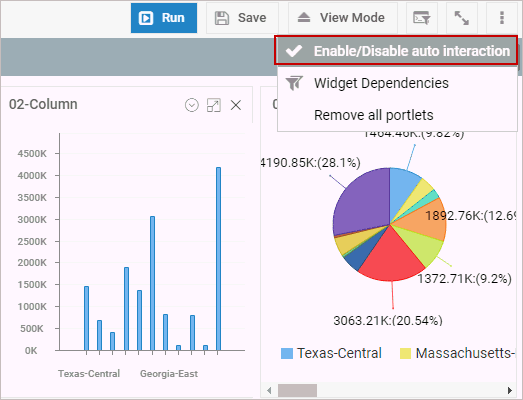 Run Save View Mode
Enable/Disable auto interaction
Widget Dependencies
Remove all portlets
02-Column
4500K
4000K
3500K
3000K
2500K
2000K
1500K
1000K
500K
0K
Texas-Central Georgia-East
1464.46K:(9.82%)
4190.85K:(28.1%)
1892.76K:(12.69
1372.71K:(9.2%)
3063.21K:(20.54%)
Texas-Central Massachusetts-